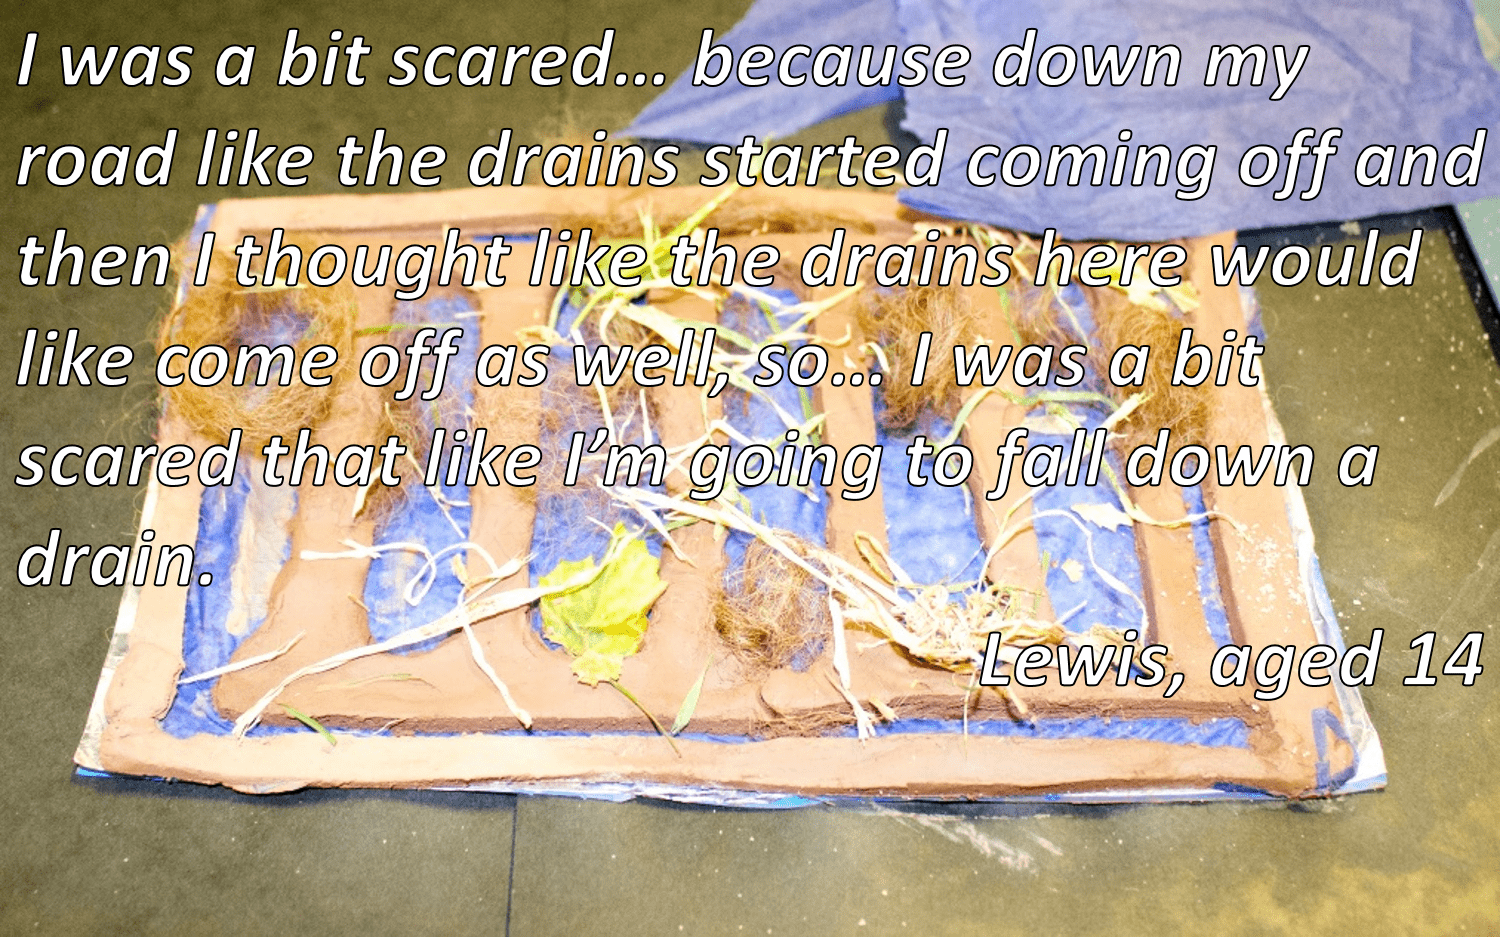 I was a bit scared… because down my
road like the drains started coming off and
then I thought like the drains here would
like come off as well, so… I was a bit
scared that like I’m going to fall down a
drain.
Lewis, aged 14